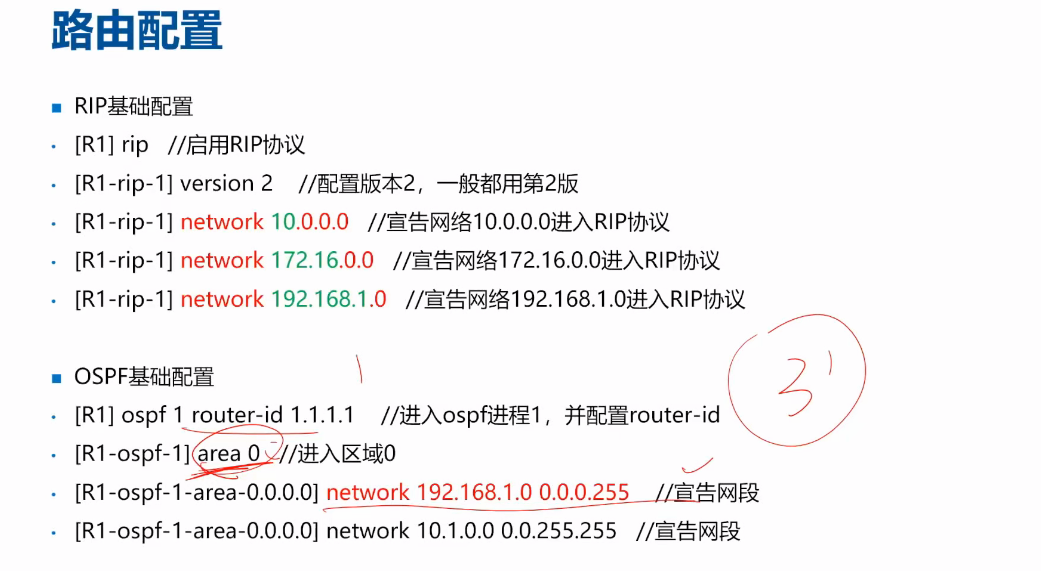 路由配置
RIP基础配置
[R1] rip //启用RIP协议
[R1-rip-1] version 2 //配置版本2，一般都用第2版
[R1-rip-1] network 10.0.0.0 //宣告网络10.0.0.0进入RIP协议
[R1-rip-1] network 172.16.0.0 //宣告网络172.16.0.0进入RIP协议
[R1-rip-1] network 192.168.1.0 //宣告网络192.168.1.0进入RIP协议
OSPF基础配置
3'
[R1] ospf 1 router-id 1.1.1.1 //进入ospf进程1，并配置router-id
[R1-ospf-1] area 0 //进入区域0
[R1-ospf-1-area-0.0.0.0] network 192.168.1.0 0.0.0.255 //宣告网段
[R1-ospf-1-area-0.0.0.0] network 10.1.0.0 0.0.255.255 //宣告网段